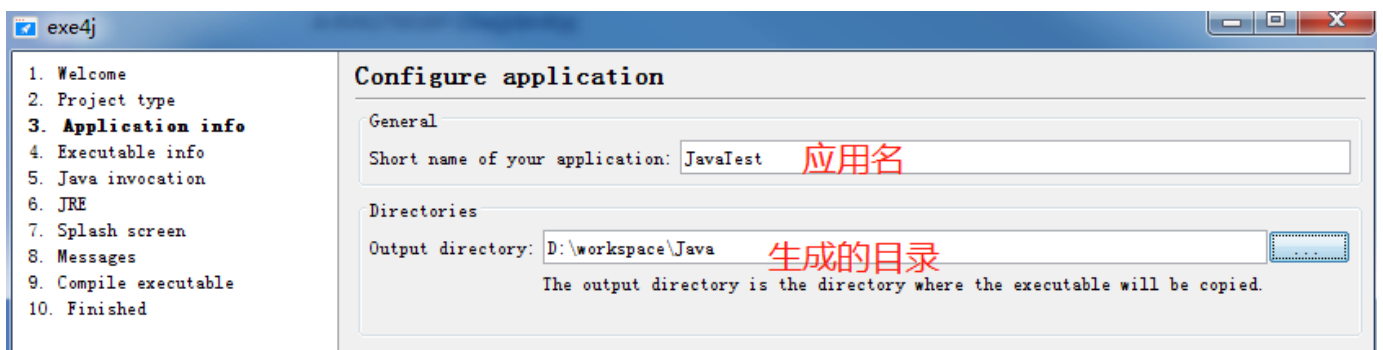 exe4j
1. Welcome
2. Project type
3. Application info
4. Executable info
5. Java invocation
6. JRE
7. Splash screen
8. Messages
9. Compile executable
10. Finished
Configure application
General
Short name of your application: JavaTest 应用名
Directories
Output directory: D:\workspace\Java 生成的目录 ...
The output directory is the directory where the executable will be copied.